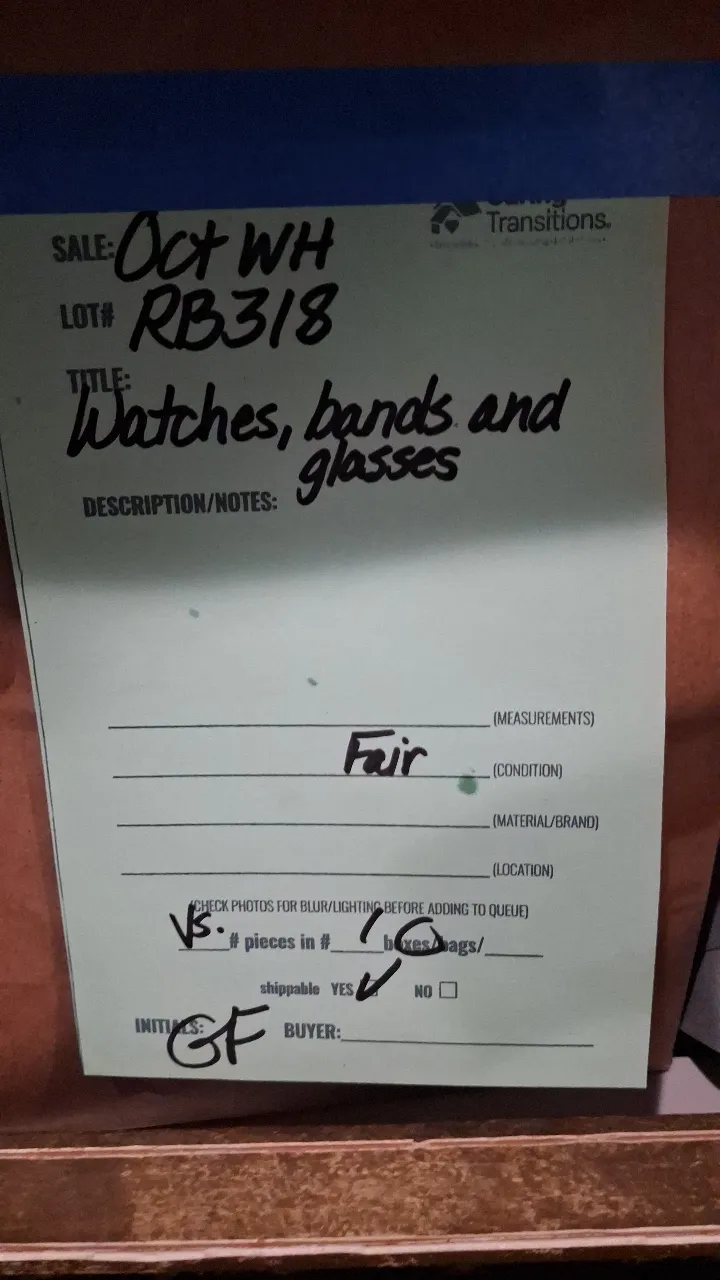 Transitions.
SALE: Oct WH
LOT# RB318
TITLE:
Watches, bands and
glasses
DESCRIPTION/NOTES:
(MEASUREMENTS)
Fair (CONDITION)
(MATERIAL/BRAND)
(LOCATION)
(CHECK PHOTOS FOR BLUR/LIGHTING BEFORE ADDING TO QUEUE)
Vs. # pieces in # 1 boxes/bags/
shippable YES NO
INITIALS: GF BUYER: